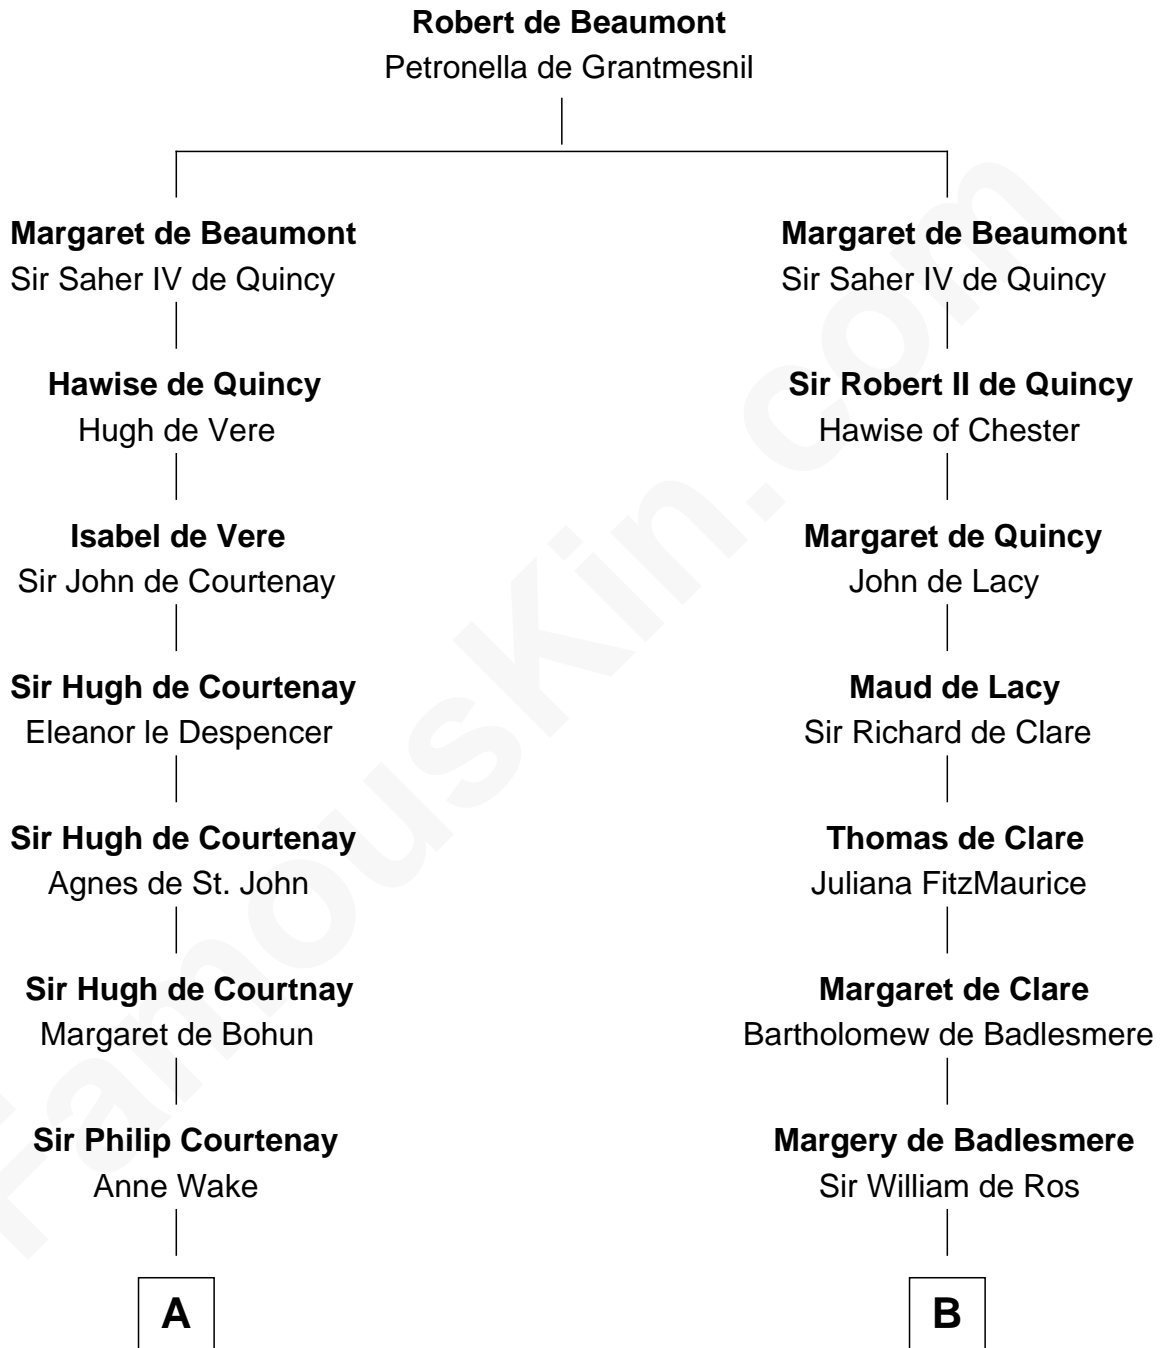 Robert de Beaumont
Petronella de Grantmesnil
Margaret de Beaumont
Sir Saher IV de Quincy
Margaret de Beaumont
Sir Saher IV de Quincy
Hawise de Quincy
Hugh de Vere
Sir Robert II de Quincy
Hawise of Chester
Isabel de Vere
Sir John de Courtenay
Margaret de Quincy
John de Lacy
Sir Hugh de Courtenay
Eleanor le Despencer
Maud de Lacy
Sir Richard de Clare
Sir Hugh de Courtenay
Agnes de St. John
Thomas de Clare
Juliana FitzMaurice
Sir Hugh de Courtnay
Margaret de Bohun
Margaret de Clare
Bartholomew de Badlesmere
Sir Philip Courtenay
Anne Wake
Margery de Badlesmere
Sir William de Ros
A
B
FamousKin.com